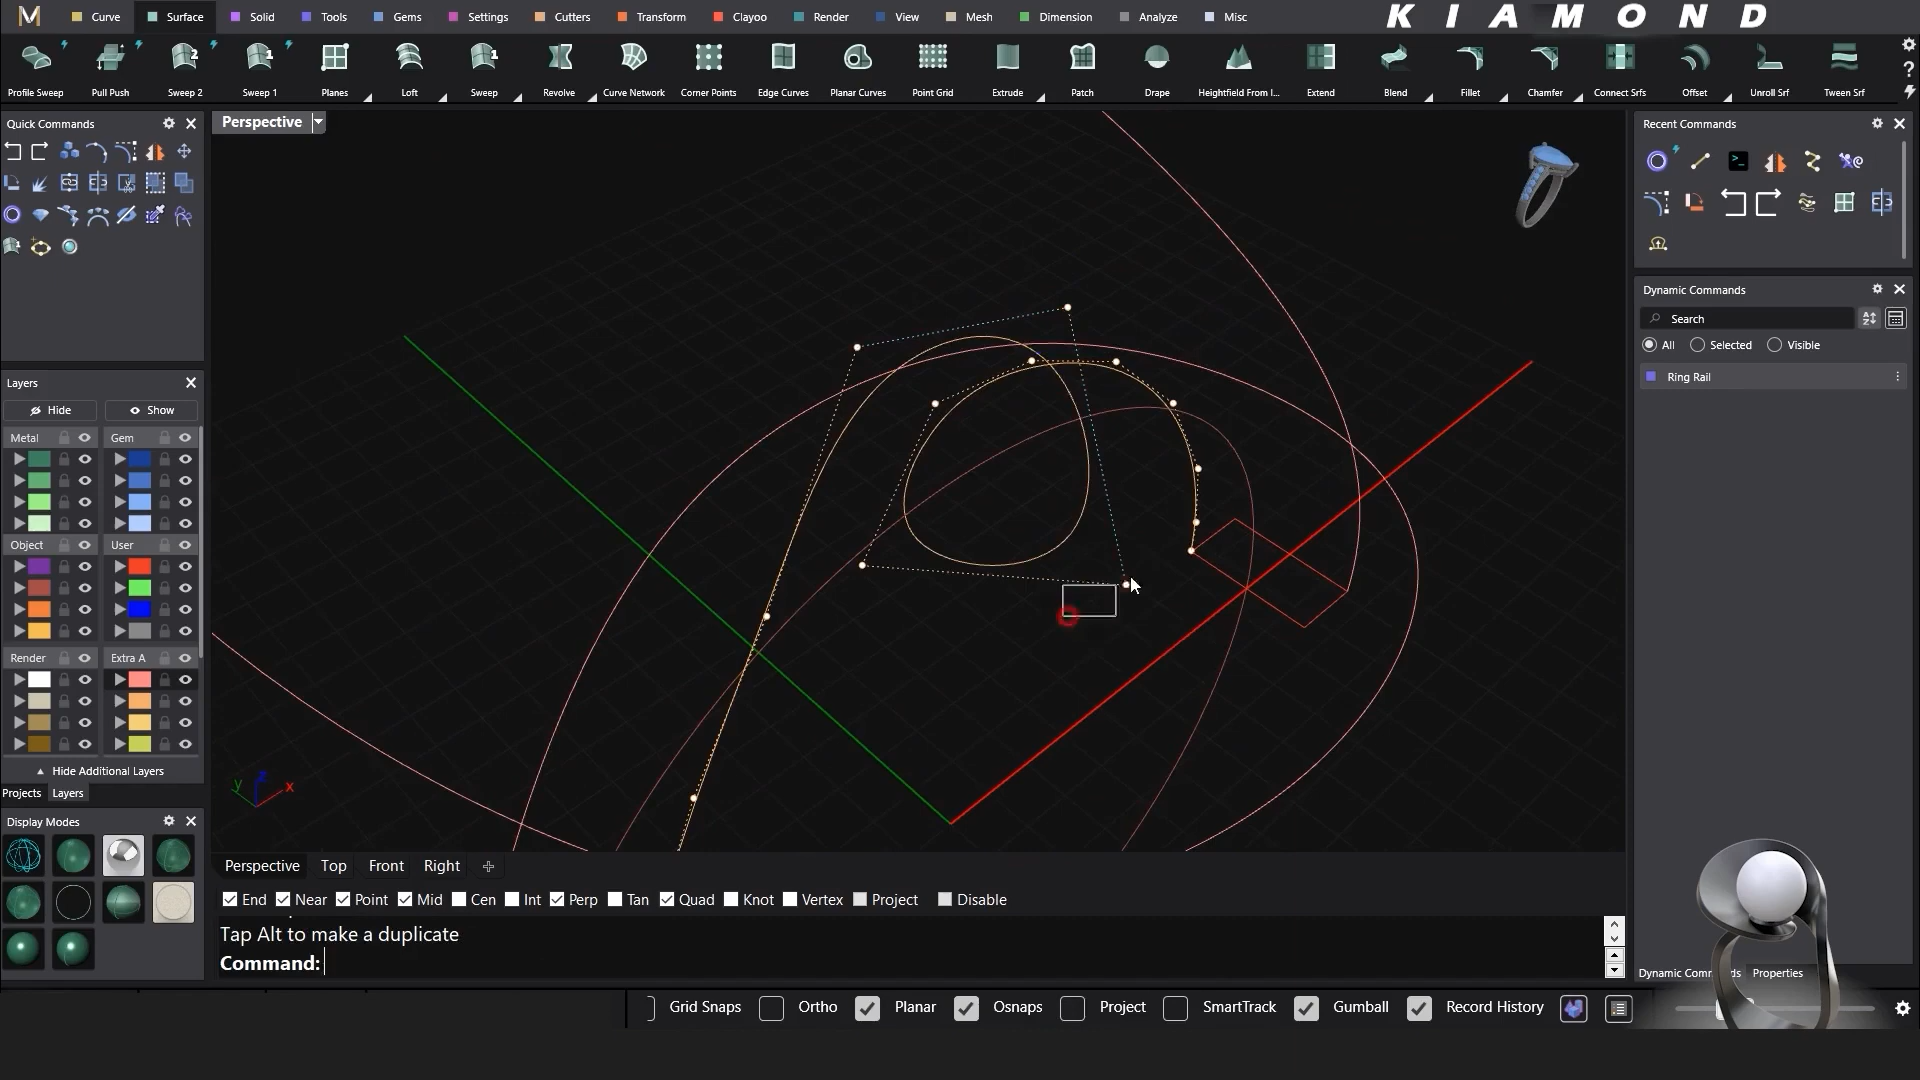 Curve Surface Solid Tools Gems Settings Cutters Transform Clayoo Render View Mesh Dimension Analyze Misc
KIAMOND
2 1 1
Profile Sweep Pull Push Sweep 2 Sweep 1 Planes Loft Sweep Revolve Curve Network Corner Points Edge Curves Planar Curves Point Grid Extrude Patch Drape Heightfield From I... Extend Blend Fillet Chamfer Connect Srfs Offset Unroll Srf Tween Srf
Quick Commands
Perspective
Recent Commands
Dynamic Commands
Search
All Selected Visible
Ring Rail
Layers
Hide Show
Metal Gem
Object User
Render Extra A
Hide Additional Layers
Projects Layers
y z x
Display Modes
Perspective Top Front Right
End Near Point Mid Cen Int Perp Tan Quad Knot Vertex Project Disable
Tap Alt to make a duplicate
Command:
Dynamic Comm Properties
Grid Snaps Ortho Planar Osnaps Project SmartTrack Gumball Record History